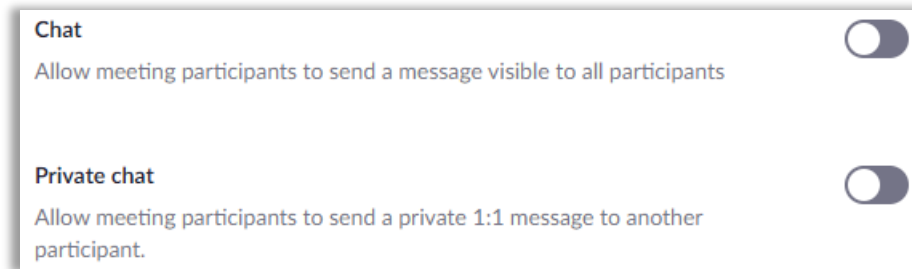 Chat
Allow meeting participants to send a message visible to all participants
Private chat
Allow meeting participants to send a private 1:1 message to another
participant.